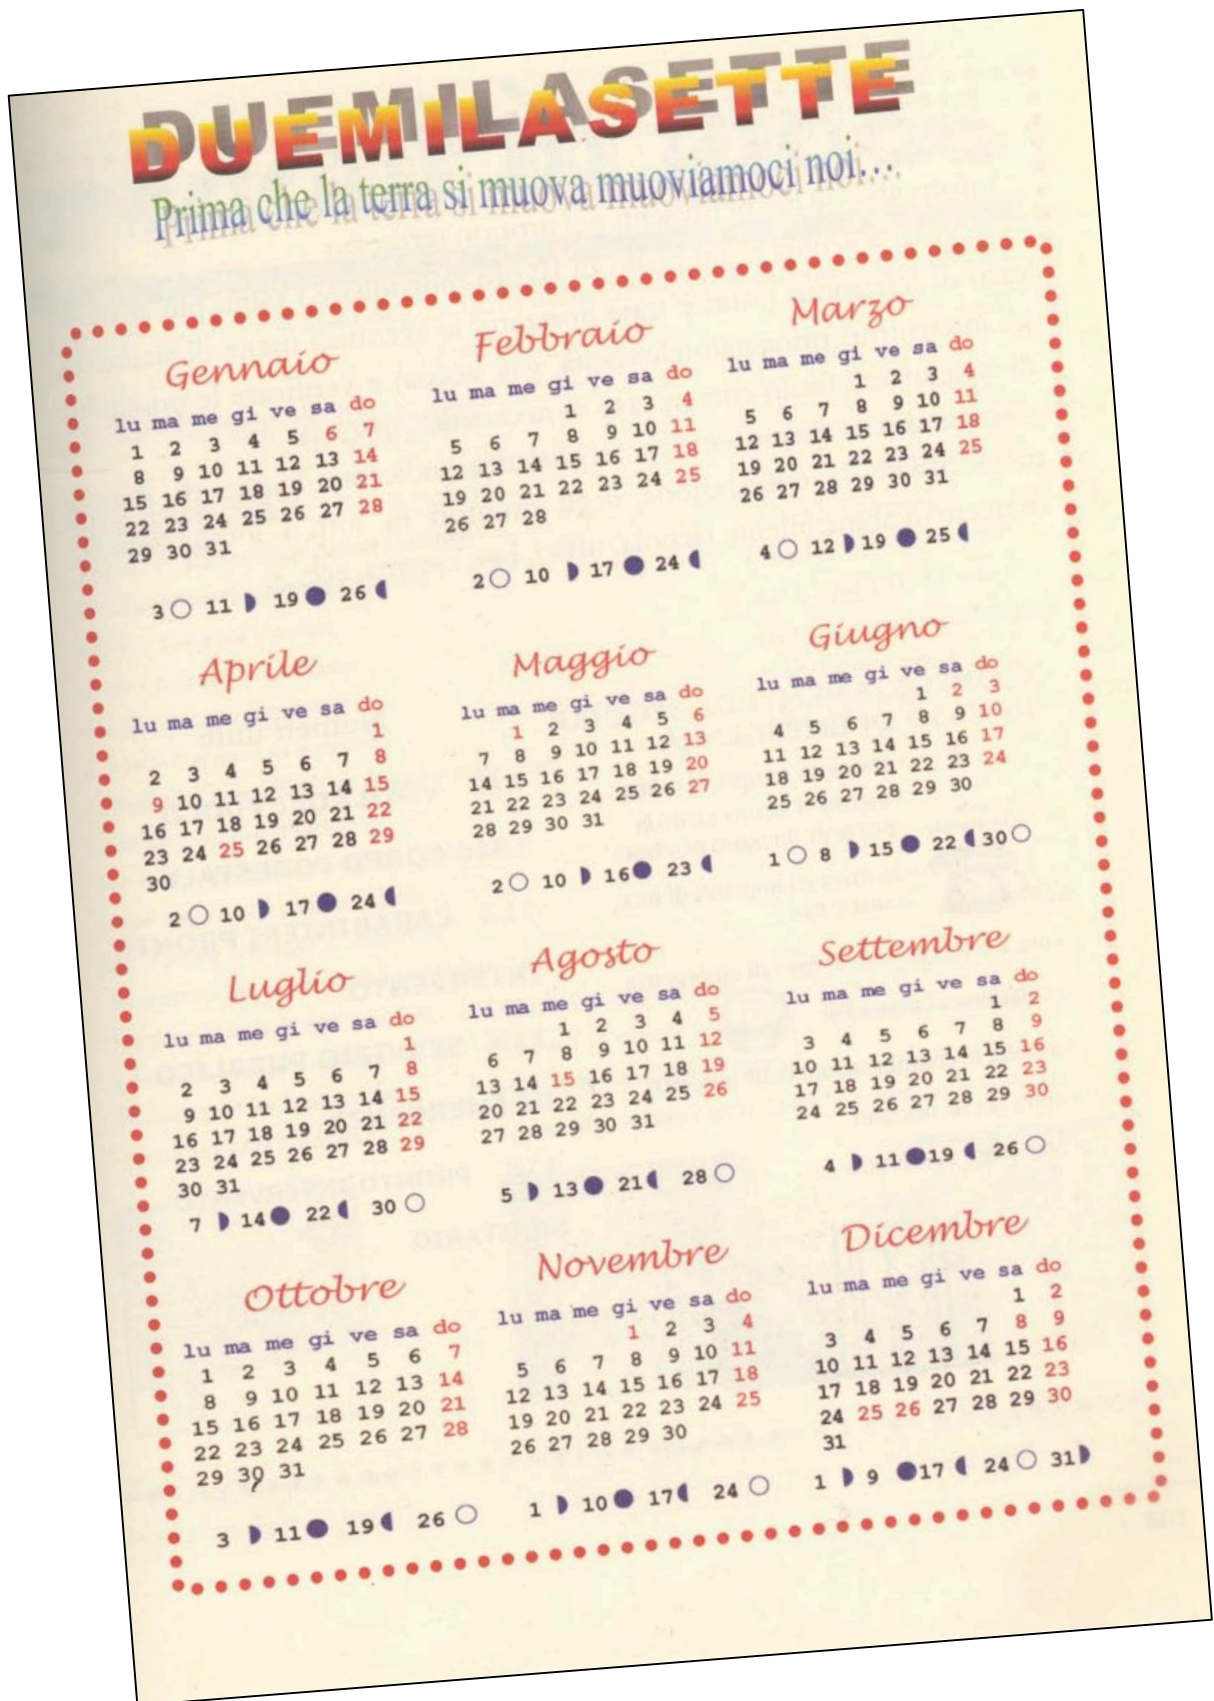 DUEMILASETTE
Prima che la terra si muova muoviamoci noi...
Gennaio
lu ma me gi ve sa do
1 2 3 4 5 6 7
8 9 10 11 12 13 14
15 16 17 18 19 20 21
22 23 24 25 26 27 28
29 30 31
3 11 19 26
Febbraio
lu ma me gi ve sa do
1 2 3 4
5 6 7 8 9 10 11
12 13 14 15 16 17 18
19 20 21 22 23 24 25
26 27 28
2 10 17 24
Marzo
lu ma me gi ve sa do
1 2 3 4
5 6 7 8 9 10 11
12 13 14 15 16 17 18
19 20 21 22 23 24 25
26 27 28 29 30 31
4 12 19 25
Aprile
lu ma me gi ve sa do
1
2 3 4 5 6 7 8
9 10 11 12 13 14 15
16 17 18 19 20 21 22
23 24 25 26 27 28 29
30
2 10 17 24
Maggio
lu ma me gi ve sa do
1 2 3 4 5 6
7 8 9 10 11 12 13
14 15 16 17 18 19 20
21 22 23 24 25 26 27
28 29 30 31
2 10 16 23
Giugno
lu ma me gi ve sa do
1 2 3
4 5 6 7 8 9 10
11 12 13 14 15 16 17
18 19 20 21 22 23 24
25 26 27 28 29 30
1 8 15 22 30
Luglio
lu ma me gi ve sa do
1
2 3 4 5 6 7 8
9 10 11 12 13 14 15
16 17 18 19 20 21 22
23 24 25 26 27 28 29
30 31
7 14 22 30
Agosto
lu ma me gi ve sa do
1 2 3 4 5
6 7 8 9 10 11 12
13 14 15 16 17 18 19
20 21 22 23 24 25 26
27 28 29 30 31
5 13 21 28
Settembre
lu ma me gi ve sa do
1 2
3 4 5 6 7 8 9
10 11 12 13 14 15 16
17 18 19 20 21 22 23
24 25 26 27 28 29 30
4 11 19 26
Ottobre
lu ma me gi ve sa do
1 2 3 4 5 6 7
8 9 10 11 12 13 14
15 16 17 18 19 20 21
22 23 24 25 26 27 28
29 30 31
3 11 19 26
Novembre
lu ma me gi ve sa do
1 2 3 4
5 6 7 8 9 10 11
12 13 14 15 16 17 18
19 20 21 22 23 24 25
26 27 28 29 30
1 10 17 24
Dicembre
lu ma me gi ve sa do
1 2
3 4 5 6 7 8 9
10 11 12 13 14 15 16
17 18 19 20 21 22 23
24 25 26 27 28 29 30
31
1 9 17 24 31